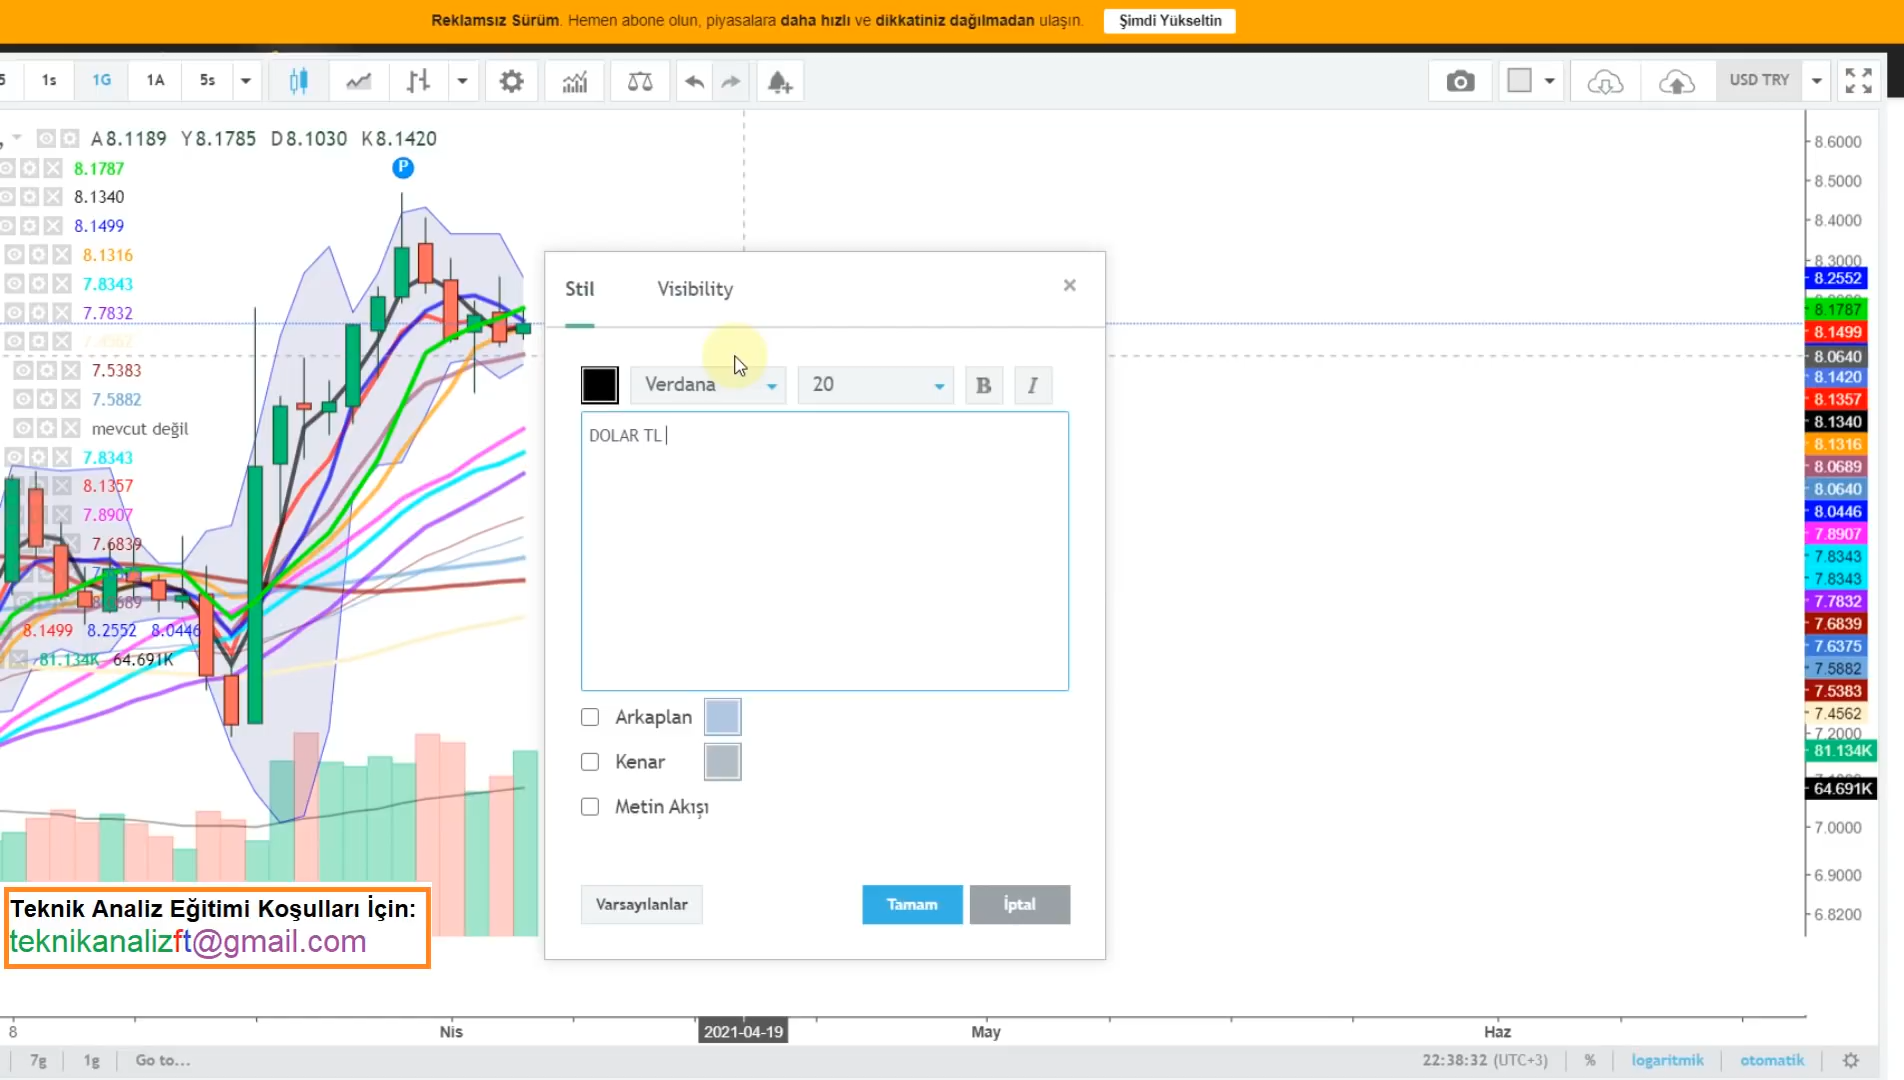 Reklamsız Sürüm. Hemen abone olun, piyasalara daha hızlı ve dikkatiniz dağılmadan ulaşın. Şimdi Yükseltin
5 1s 1G 1A 5s USD TRY
A8.1189 Y8.1785 D8.1030 K8.1420
P
8.1787
8.1340
8.1499
8.1316
7.8343
7.7832
7.4562
7.5383
7.5882
mevcut değil
7.8343
8.1357
7.8907
7.6839
8.1499 8.2552 8.0446
81.134K 64.691K
Stil Visibility ×
Verdana 20 B I
DOLAR TL
Arkaplan
Kenar
Metin Akışı
Varsayılanlar Tamam İptal
8.6000
8.5000
8.4000
8.3000
8.2552
8.1787
8.1499
8.0640
8.1420
8.1357
8.1340
8.1316
8.0689
8.0640
8.0446
7.8907
7.8343
7.8343
7.7832
7.6839
7.6375
7.5882
7.5383
7.4562
7.2000
81.134K
64.691K
7.0000
6.9000
6.8200
Teknik Analiz Eğitimi Koşulları İçin:
teknikanalizft@gmail.com
8 Nis 2021-04-19 May Haz
7g 1g Go to... 22:38:32 (UTC+3) % logaritmik otomatik